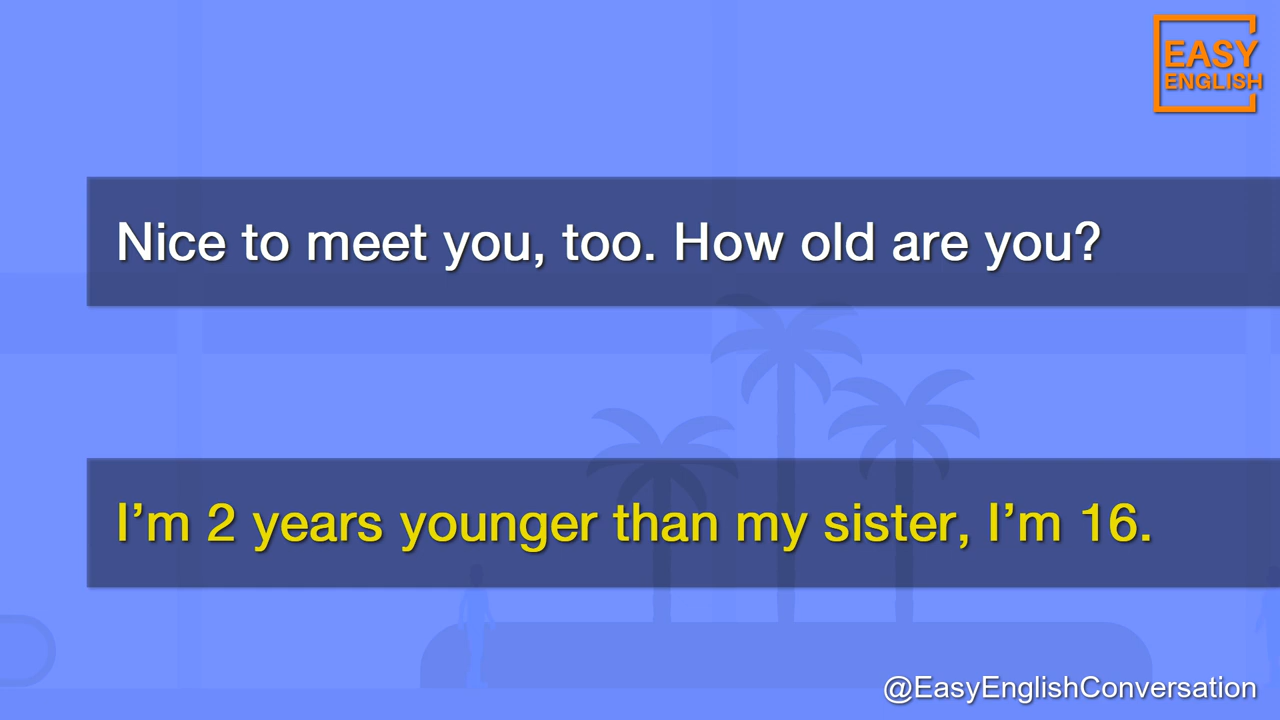 EASY
ENGLISH
Nice to meet you, too. How old are you?
I’m 2 years younger than my sister, I’m 16.
@EasyEnglishConversation